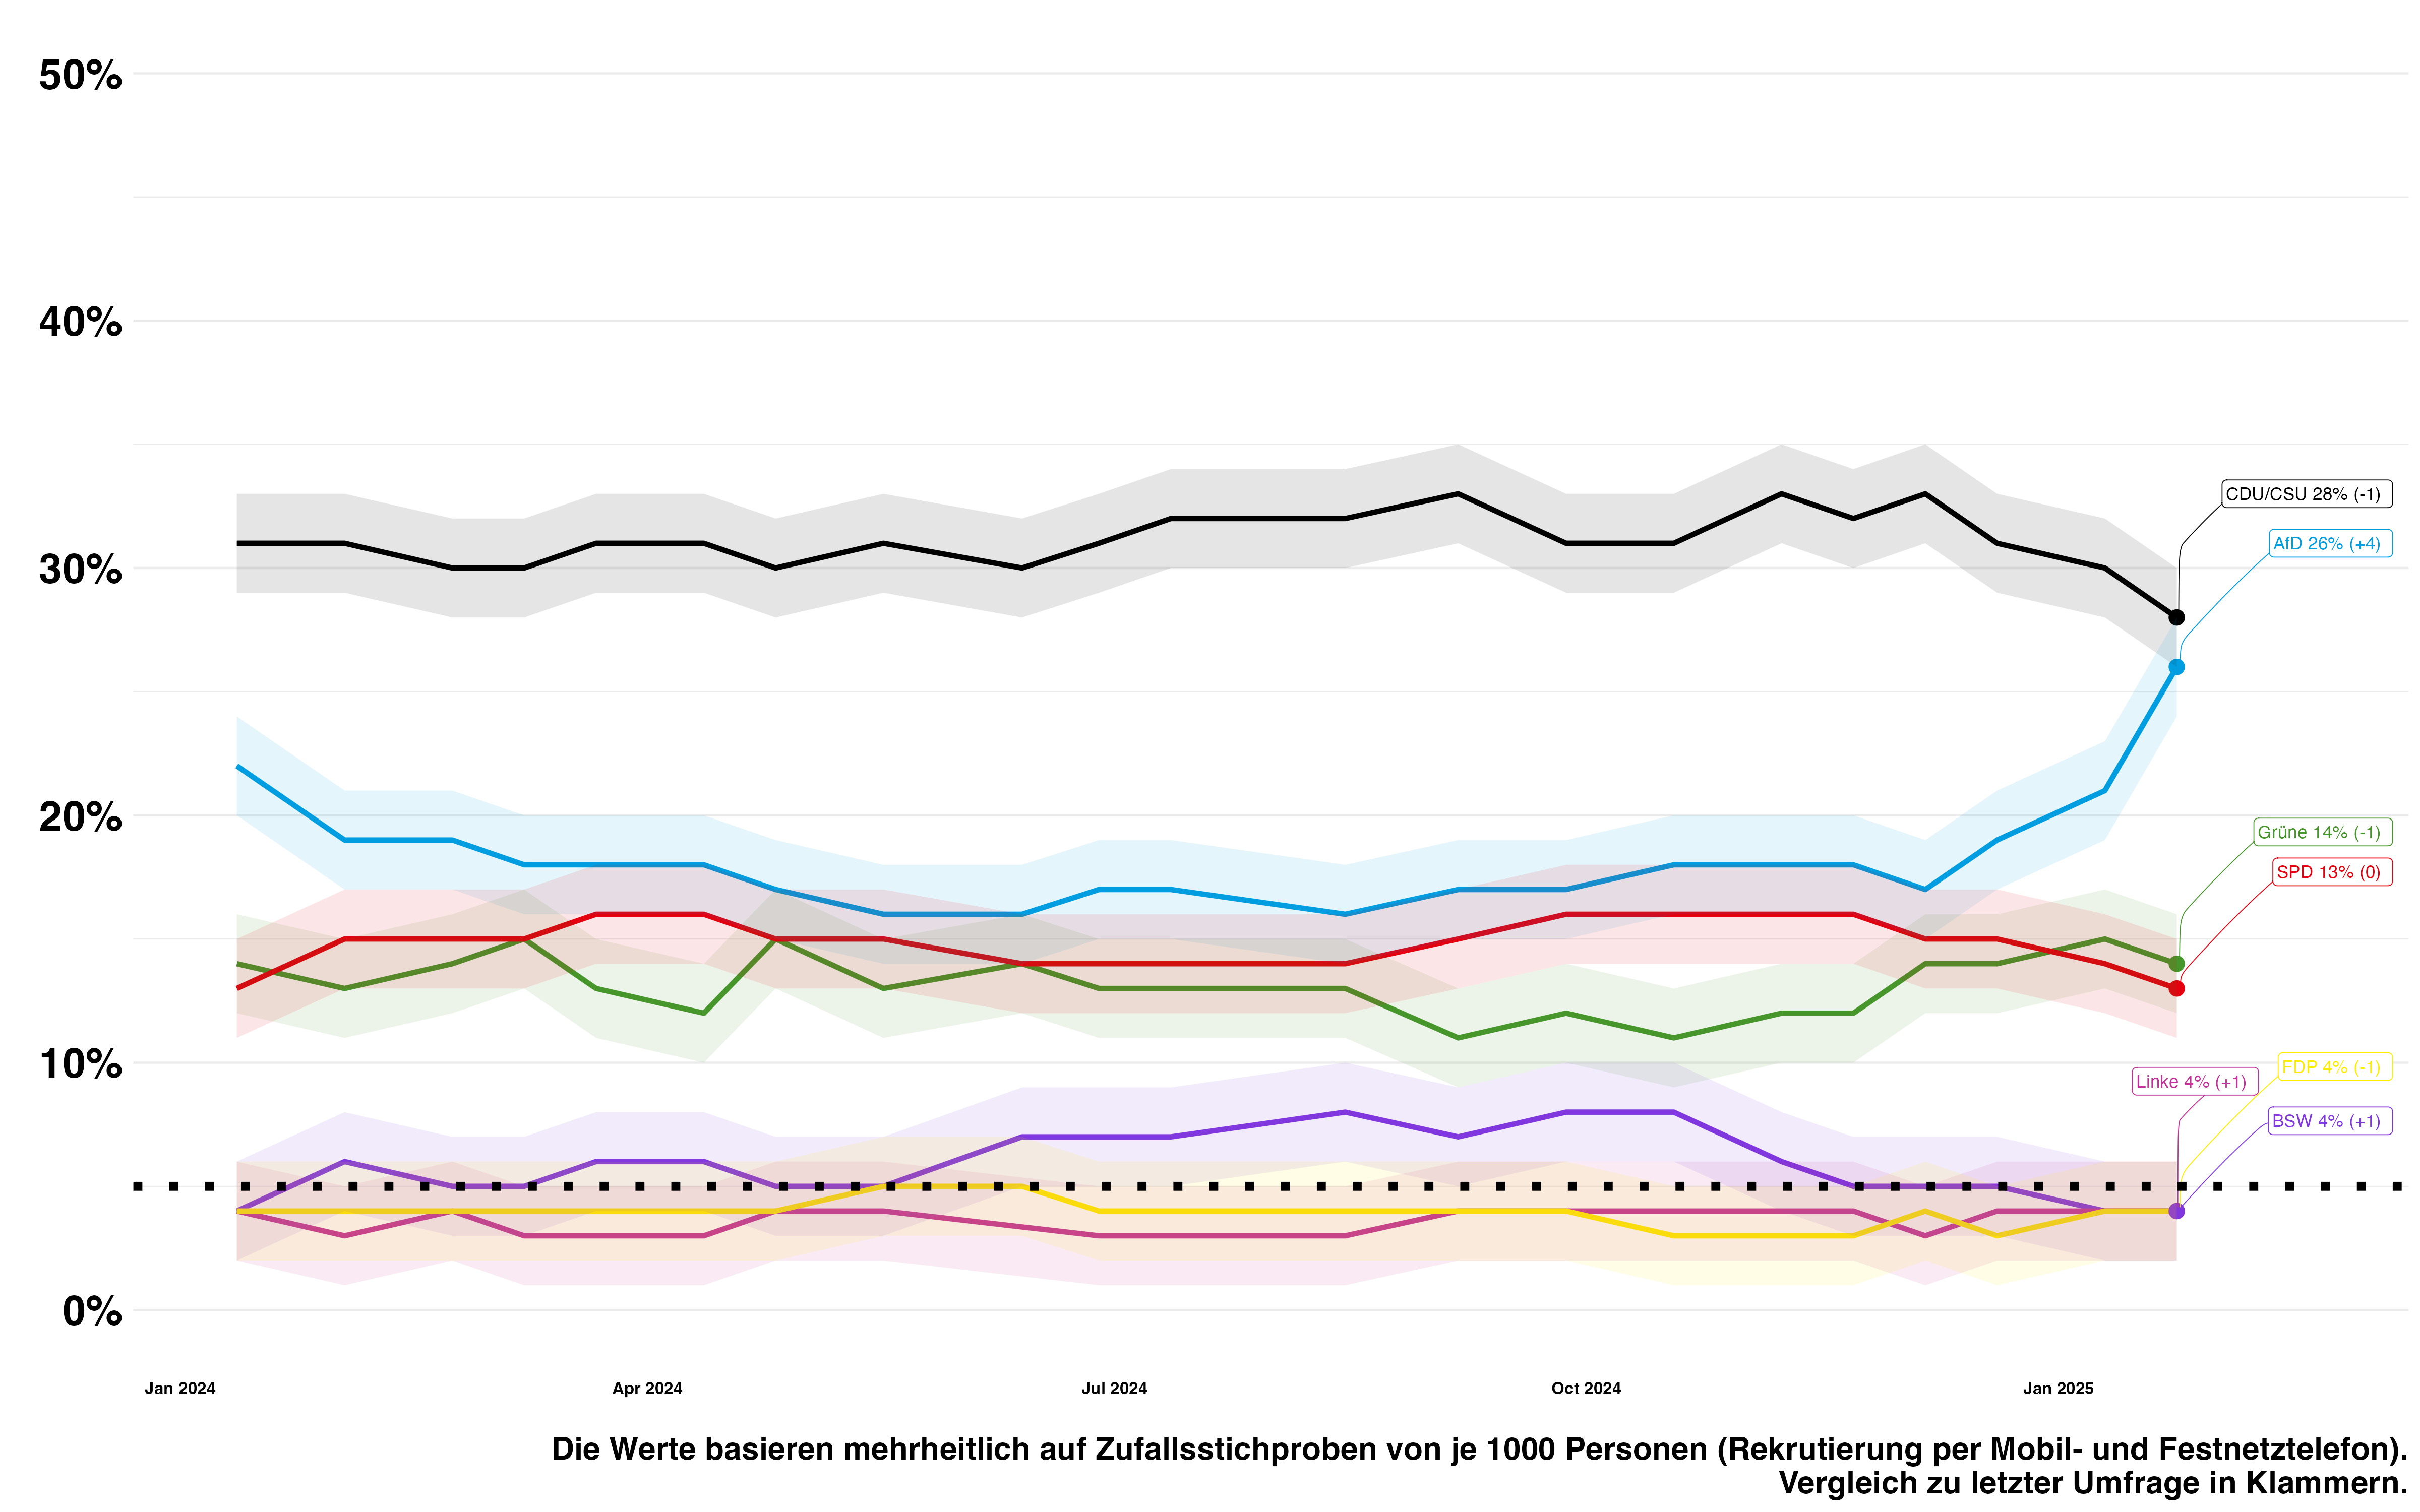 50%
40%
30%
20%
10%
0%
CDU/CSU 28% (-1)
AfD 26% (+4)
Grüne 14% (-1)
SPD 13% (0)
FDP 4% (-1)
Linke 4% (+1)
BSW 4% (+1)
Jan 2024
Apr 2024
Jul 2024
Oct 2024
Jan 2025
Die Werte basieren mehrheitlich auf Zufallsstichproben von je 1000 Personen (Rekrutierung per Mobil- und Festnetztelefon).
Vergleich zu letzter Umfrage in Klammern.